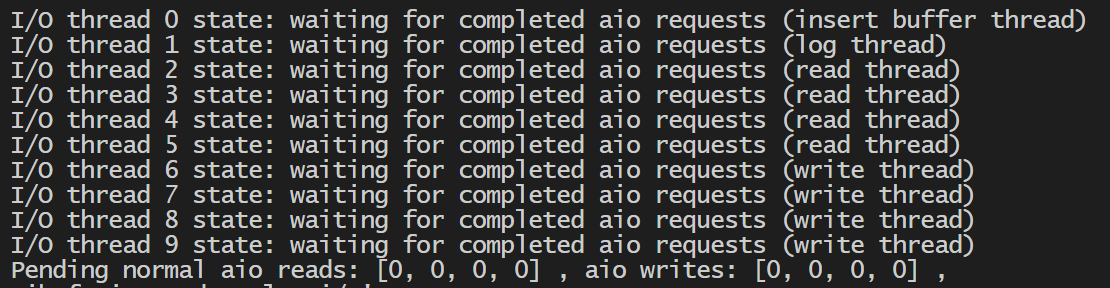 I/O thread 0 state: waiting for completed aio requests (insert buffer thread)
I/O thread 1 state: waiting for completed aio requests (log thread)
I/O thread 2 state: waiting for completed aio requests (read thread)
I/O thread 3 state: waiting for completed aio requests (read thread)
I/O thread 4 state: waiting for completed aio requests (read thread)
I/O thread 5 state: waiting for completed aio requests (read thread)
I/O thread 6 state: waiting for completed aio requests (write thread)
I/O thread 7 state: waiting for completed aio requests (write thread)
I/O thread 8 state: waiting for completed aio requests (write thread)
I/O thread 9 state: waiting for completed aio requests (write thread)
Pending normal aio reads: [0, 0, 0, 0] , aio writes: [0, 0, 0, 0] ,